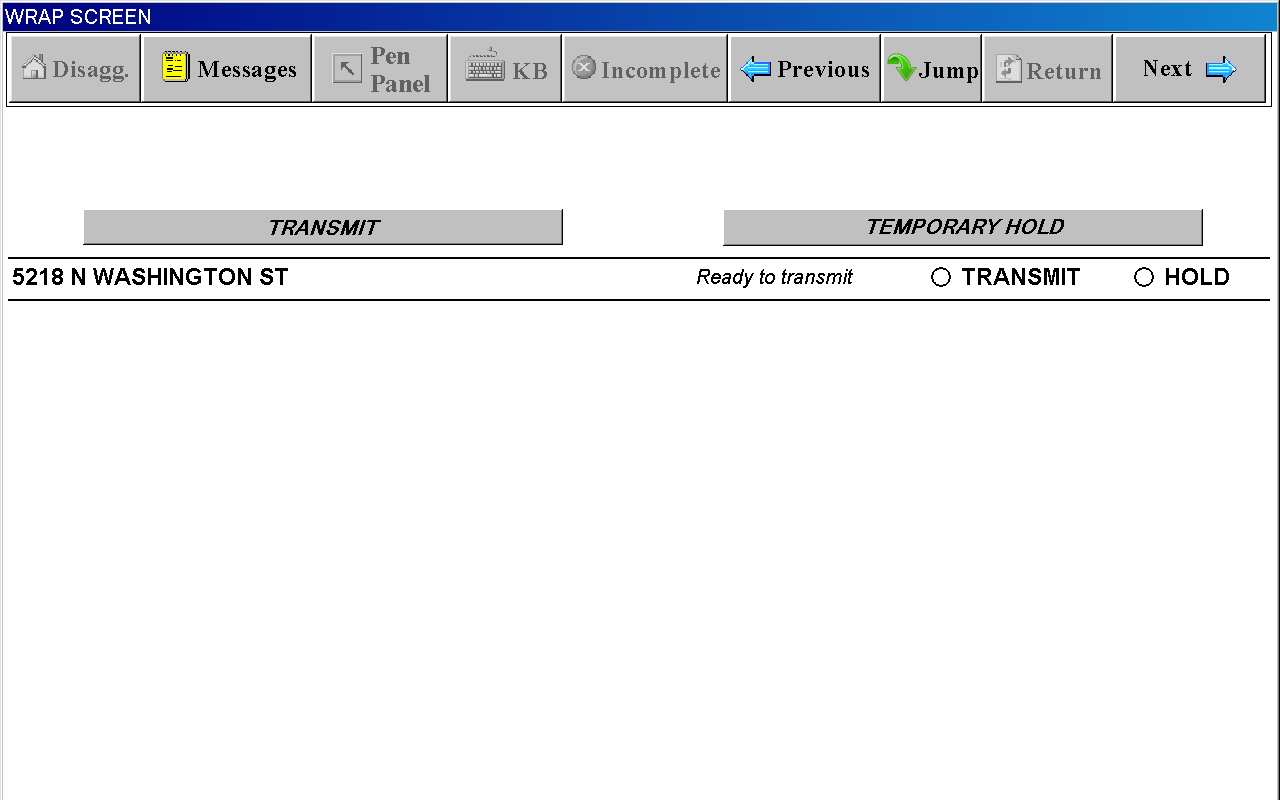 WRAP SCREEN
Disagg. Messages Pen Panel KB Incomplete Previous Jump Return Next
TRANSMIT TEMPORARY HOLD
5218 N WASHINGTON ST Ready to transmit TRANSMIT HOLD